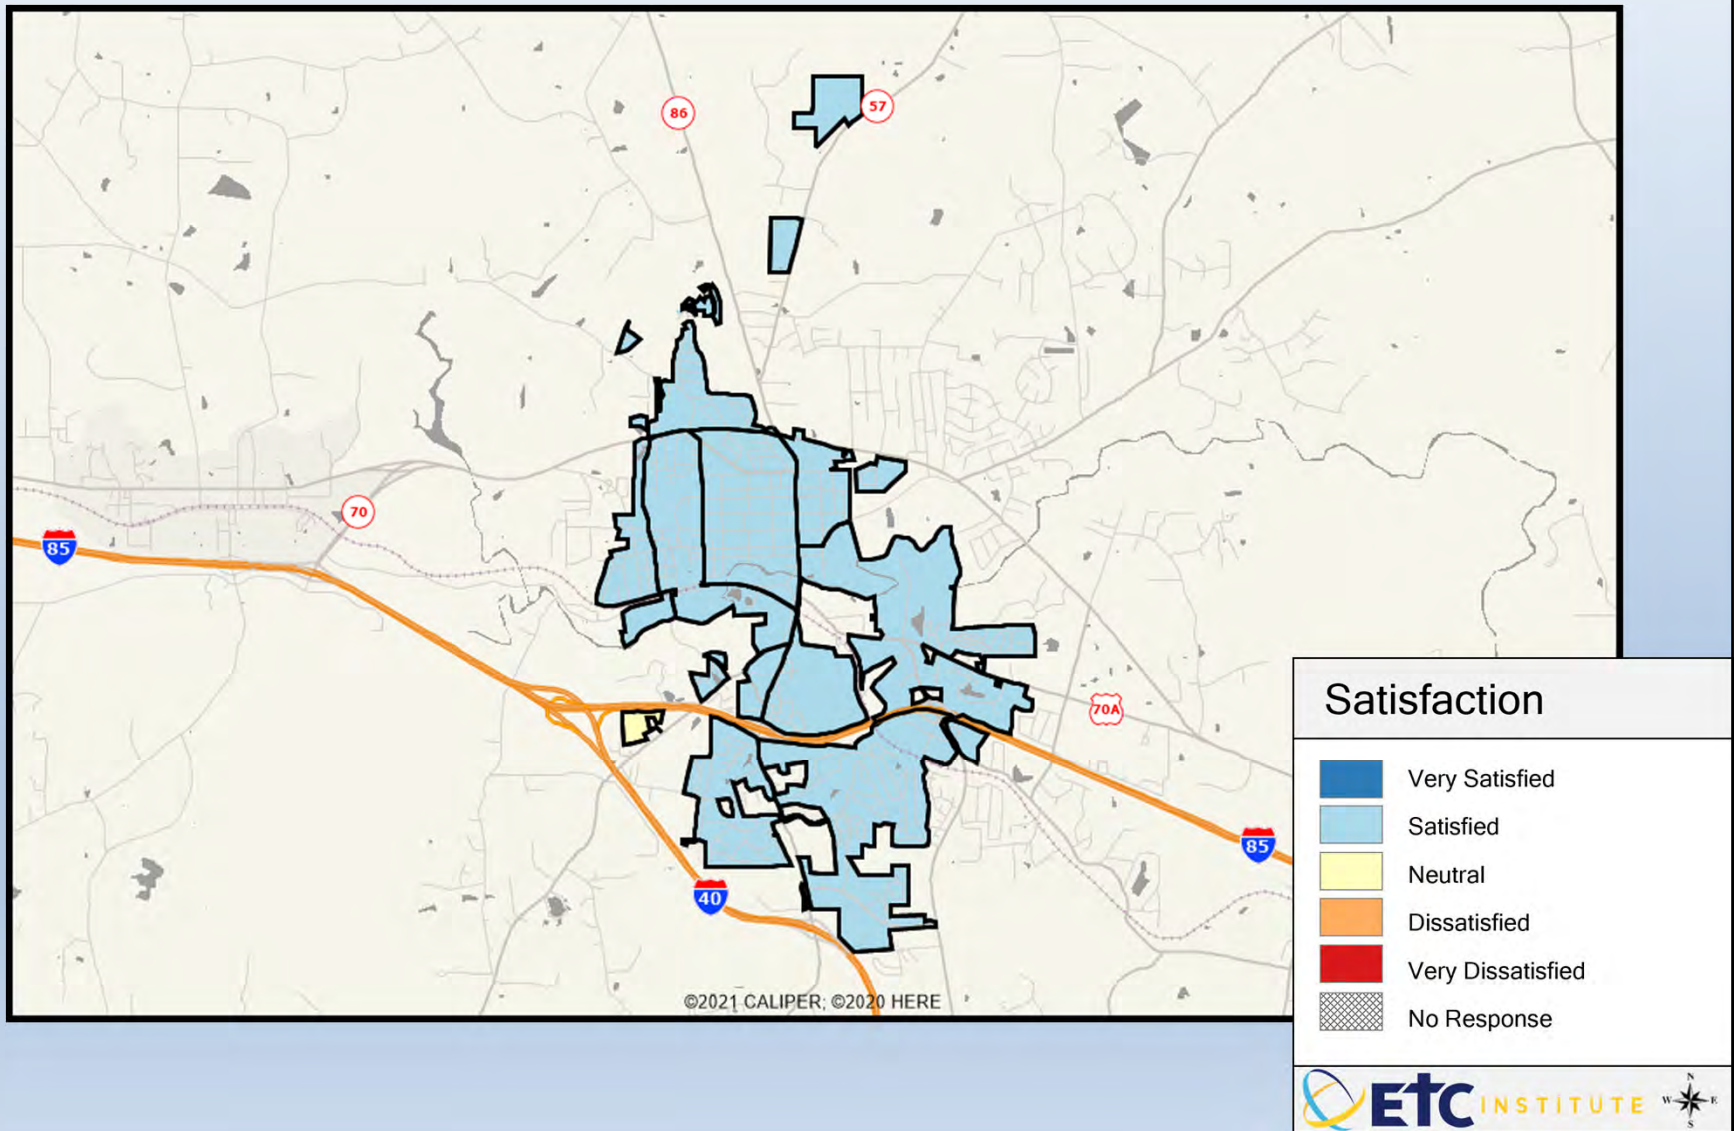 86
57
70
85
70A
85
40
©2021 CALIPER; ©2020 HERE
Satisfaction
Very Satisfied
Satisfied
Neutral
Dissatisfied
Very Dissatisfied
No Response
ETC INSTITUTE
N
W E
S